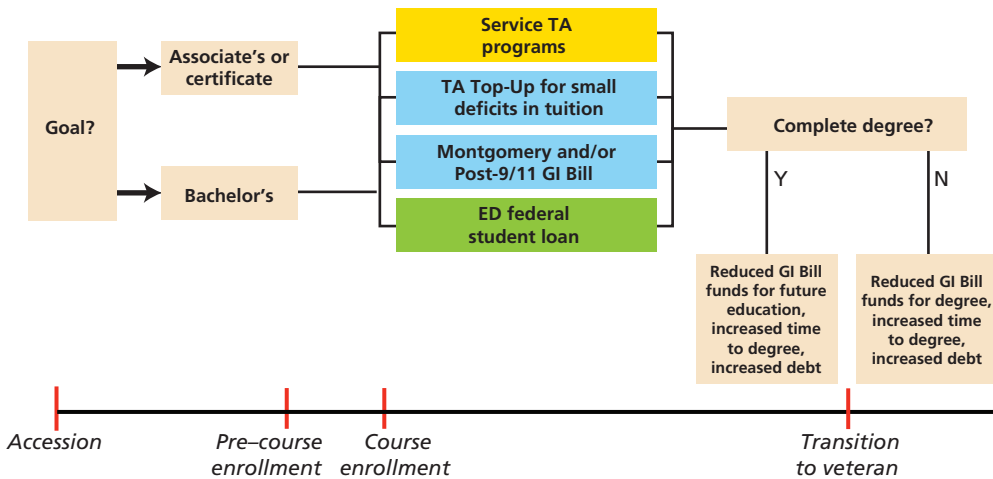 Goal?
Associate's or
certificate
Bachelor's
Service TA
programs
TA Top-Up for small
deficits in tuition
Montgomery and/or
Post-9/11 GI Bill
ED federal
student loan
Complete degree?
Y
N
Reduced GI Bill
funds for future
education,
increased time
to degree,
increased debt
Reduced GI Bill
funds for degree,
increased time
to degree,
increased debt
Accession
Pre–course
enrollment
Course
enrollment
Transition
to veteran